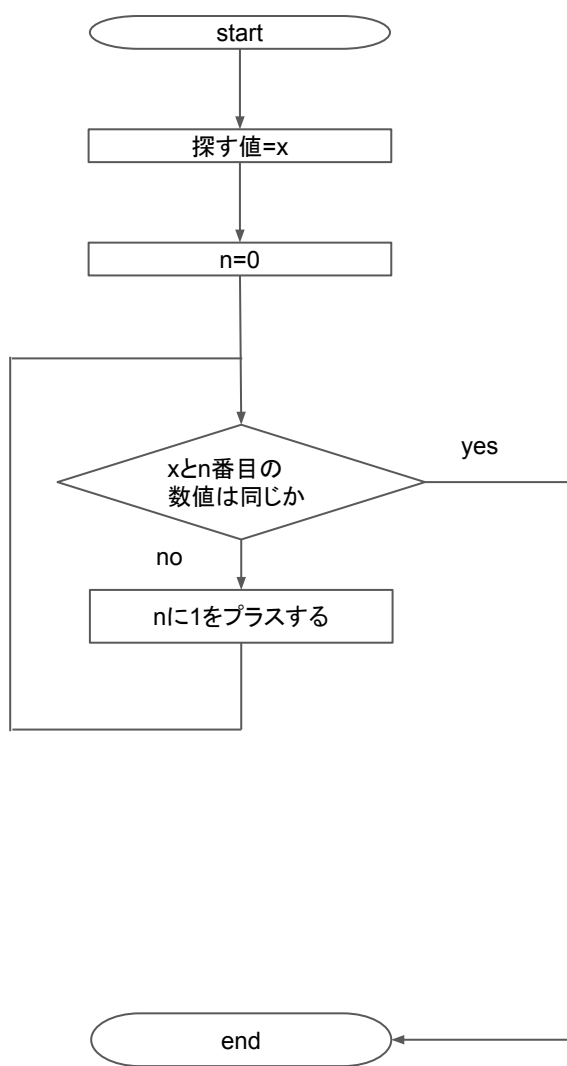 start
探す値=x
n=0
yes
xとn番目の
数値は同じか
no
nに1をプラスする
end